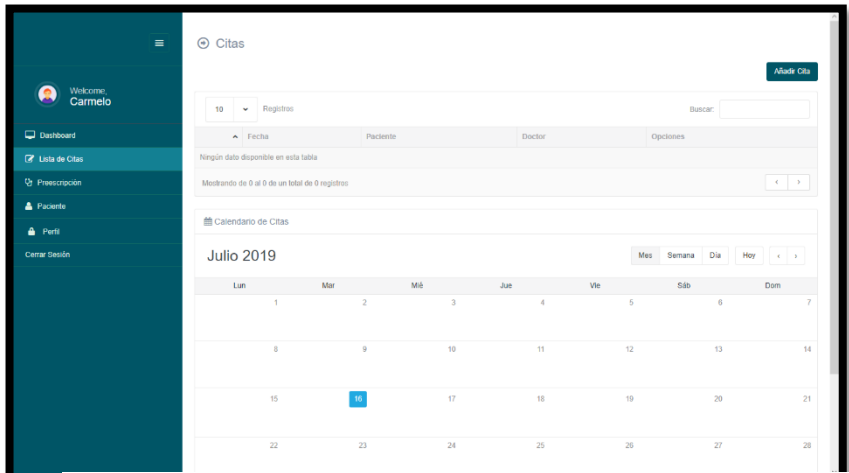 Welcome,
Carmelo
Dashboard
Lista de Citas
Preescripción
Paciente
Perfil
Cerrar Sesión
Citas
Añadir Cita
10 Registros Buscar:
Fecha Paciente Doctor Opciones
Ningún dato disponible en esta tabla
Mostrando de 0 al 0 de un total de 0 registros
Calendario de Citas
Julio 2019 Mes Semana Día Hoy
Lun Mar Mié Jue Vie Sáb Dom
1 2 3 4 5 6 7
8 9 10 11 12 13 14
15 16 17 18 19 20 21
22 23 24 25 26 27 28